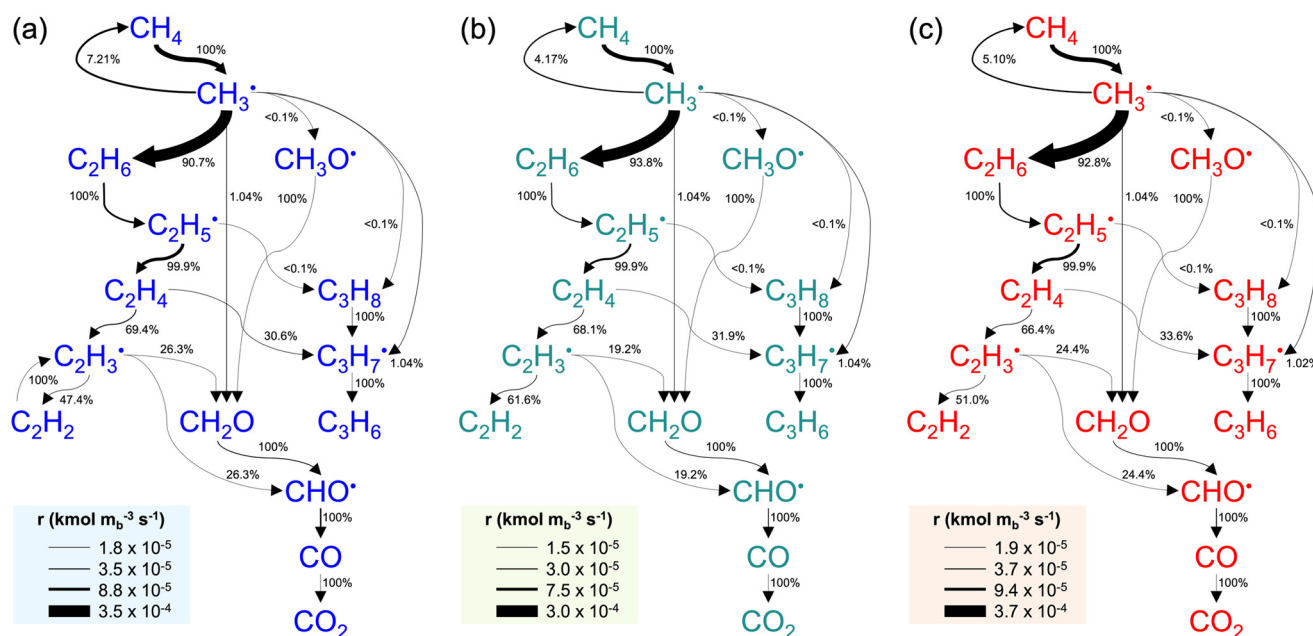 (a)
CH₄
7.21%
100%
CH₃•
<0.1%
C₂H₆
90.7%
CH₃O•
100%
1.04%
100%
C₂H₅•
<0.1%
99.9%
<0.1%
C₂H₄
C₃H₈
69.4%
30.6%
100%
C₂H₃•
26.3%
C₃H₇•
1.04%
100%
47.4%
100%
C₂H₂
CH₂O
C₃H₆
100%
26.3%
CHO•
100%
CO
100%
CO₂
r (kmol m_b⁻³ s⁻¹)
1.8 x 10⁻⁵
3.5 x 10⁻⁵
8.8 x 10⁻⁵
3.5 x 10⁻⁴
(b)
CH₄
4.17%
100%
CH₃•
<0.1%
C₂H₆
93.8%
CH₃O•
100%
1.04%
100%
C₂H₅•
<0.1%
99.9%
<0.1%
C₂H₄
C₃H₈
68.1%
31.9%
100%
C₂H₃•
19.2%
C₃H₇•
1.04%
61.6%
100%
C₂H₂
CH₂O
C₃H₆
100%
19.2%
CHO•
100%
CO
100%
CO₂
r (kmol m_b⁻³ s⁻¹)
1.5 x 10⁻⁵
3.0 x 10⁻⁵
7.5 x 10⁻⁵
3.0 x 10⁻⁴
(c)
CH₄
5.10%
100%
CH₃•
<0.1%
C₂H₆
92.8%
CH₃O•
100%
1.04%
100%
C₂H₅•
<0.1%
99.9%
<0.1%
C₂H₄
C₃H₈
66.4%
33.6%
100%
C₂H₃•
24.4%
C₃H₇•
1.02%
51.0%
100%
C₂H₂
CH₂O
C₃H₆
100%
24.4%
CHO•
100%
CO
100%
CO₂
r (kmol m_b⁻³ s⁻¹)
1.9 x 10⁻⁵
3.7 x 10⁻⁵
9.4 x 10⁻⁵
3.7 x 10⁻⁴